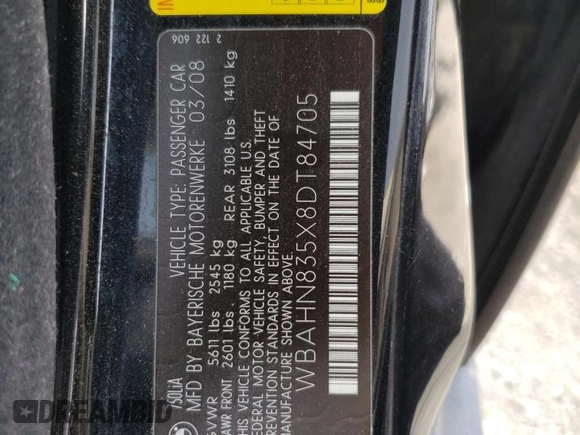 2 122 606
750LIA
VEHICLE TYPE: PASSENGER CAR
MFD BY BAYERISCHE MOTORENWERKE 03/08
GVWR 5611 lbs 2545 kg
GAWR FRONT 2601 lbs 1180 kg REAR 3108 lbs 1410 kg
THIS VEHICLE CONFORMS TO ALL APPLICABLE U.S.
FEDERAL MOTOR VEHICLE SAFETY, BUMPER AND THEFT
PREVENTION STANDARDS IN EFFECT ON THE DATE OF
MANUFACTURE SHOWN ABOVE.
WBAHN835X8DT84705
DREAMBID